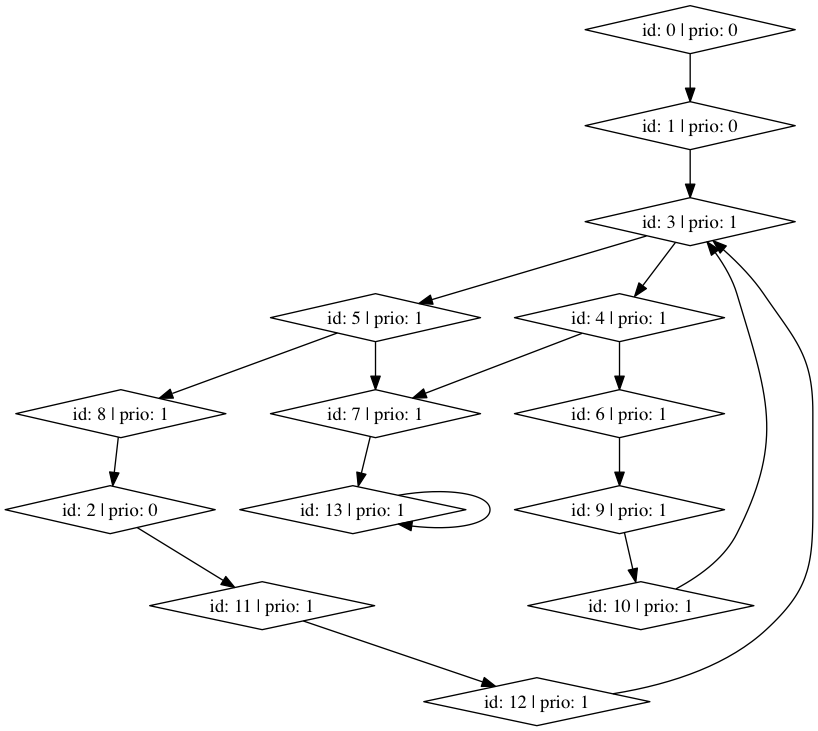 id: 0 | prio: 0
id: 1 | prio: 0
id: 3 | prio: 1
id: 5 | prio: 1
id: 4 | prio: 1
id: 8 | prio: 1
id: 7 | prio: 1
id: 6 | prio: 1
id: 2 | prio: 0
id: 13 | prio: 1
id: 9 | prio: 1
id: 11 | prio: 1
id: 10 | prio: 1
id: 12 | prio: 1